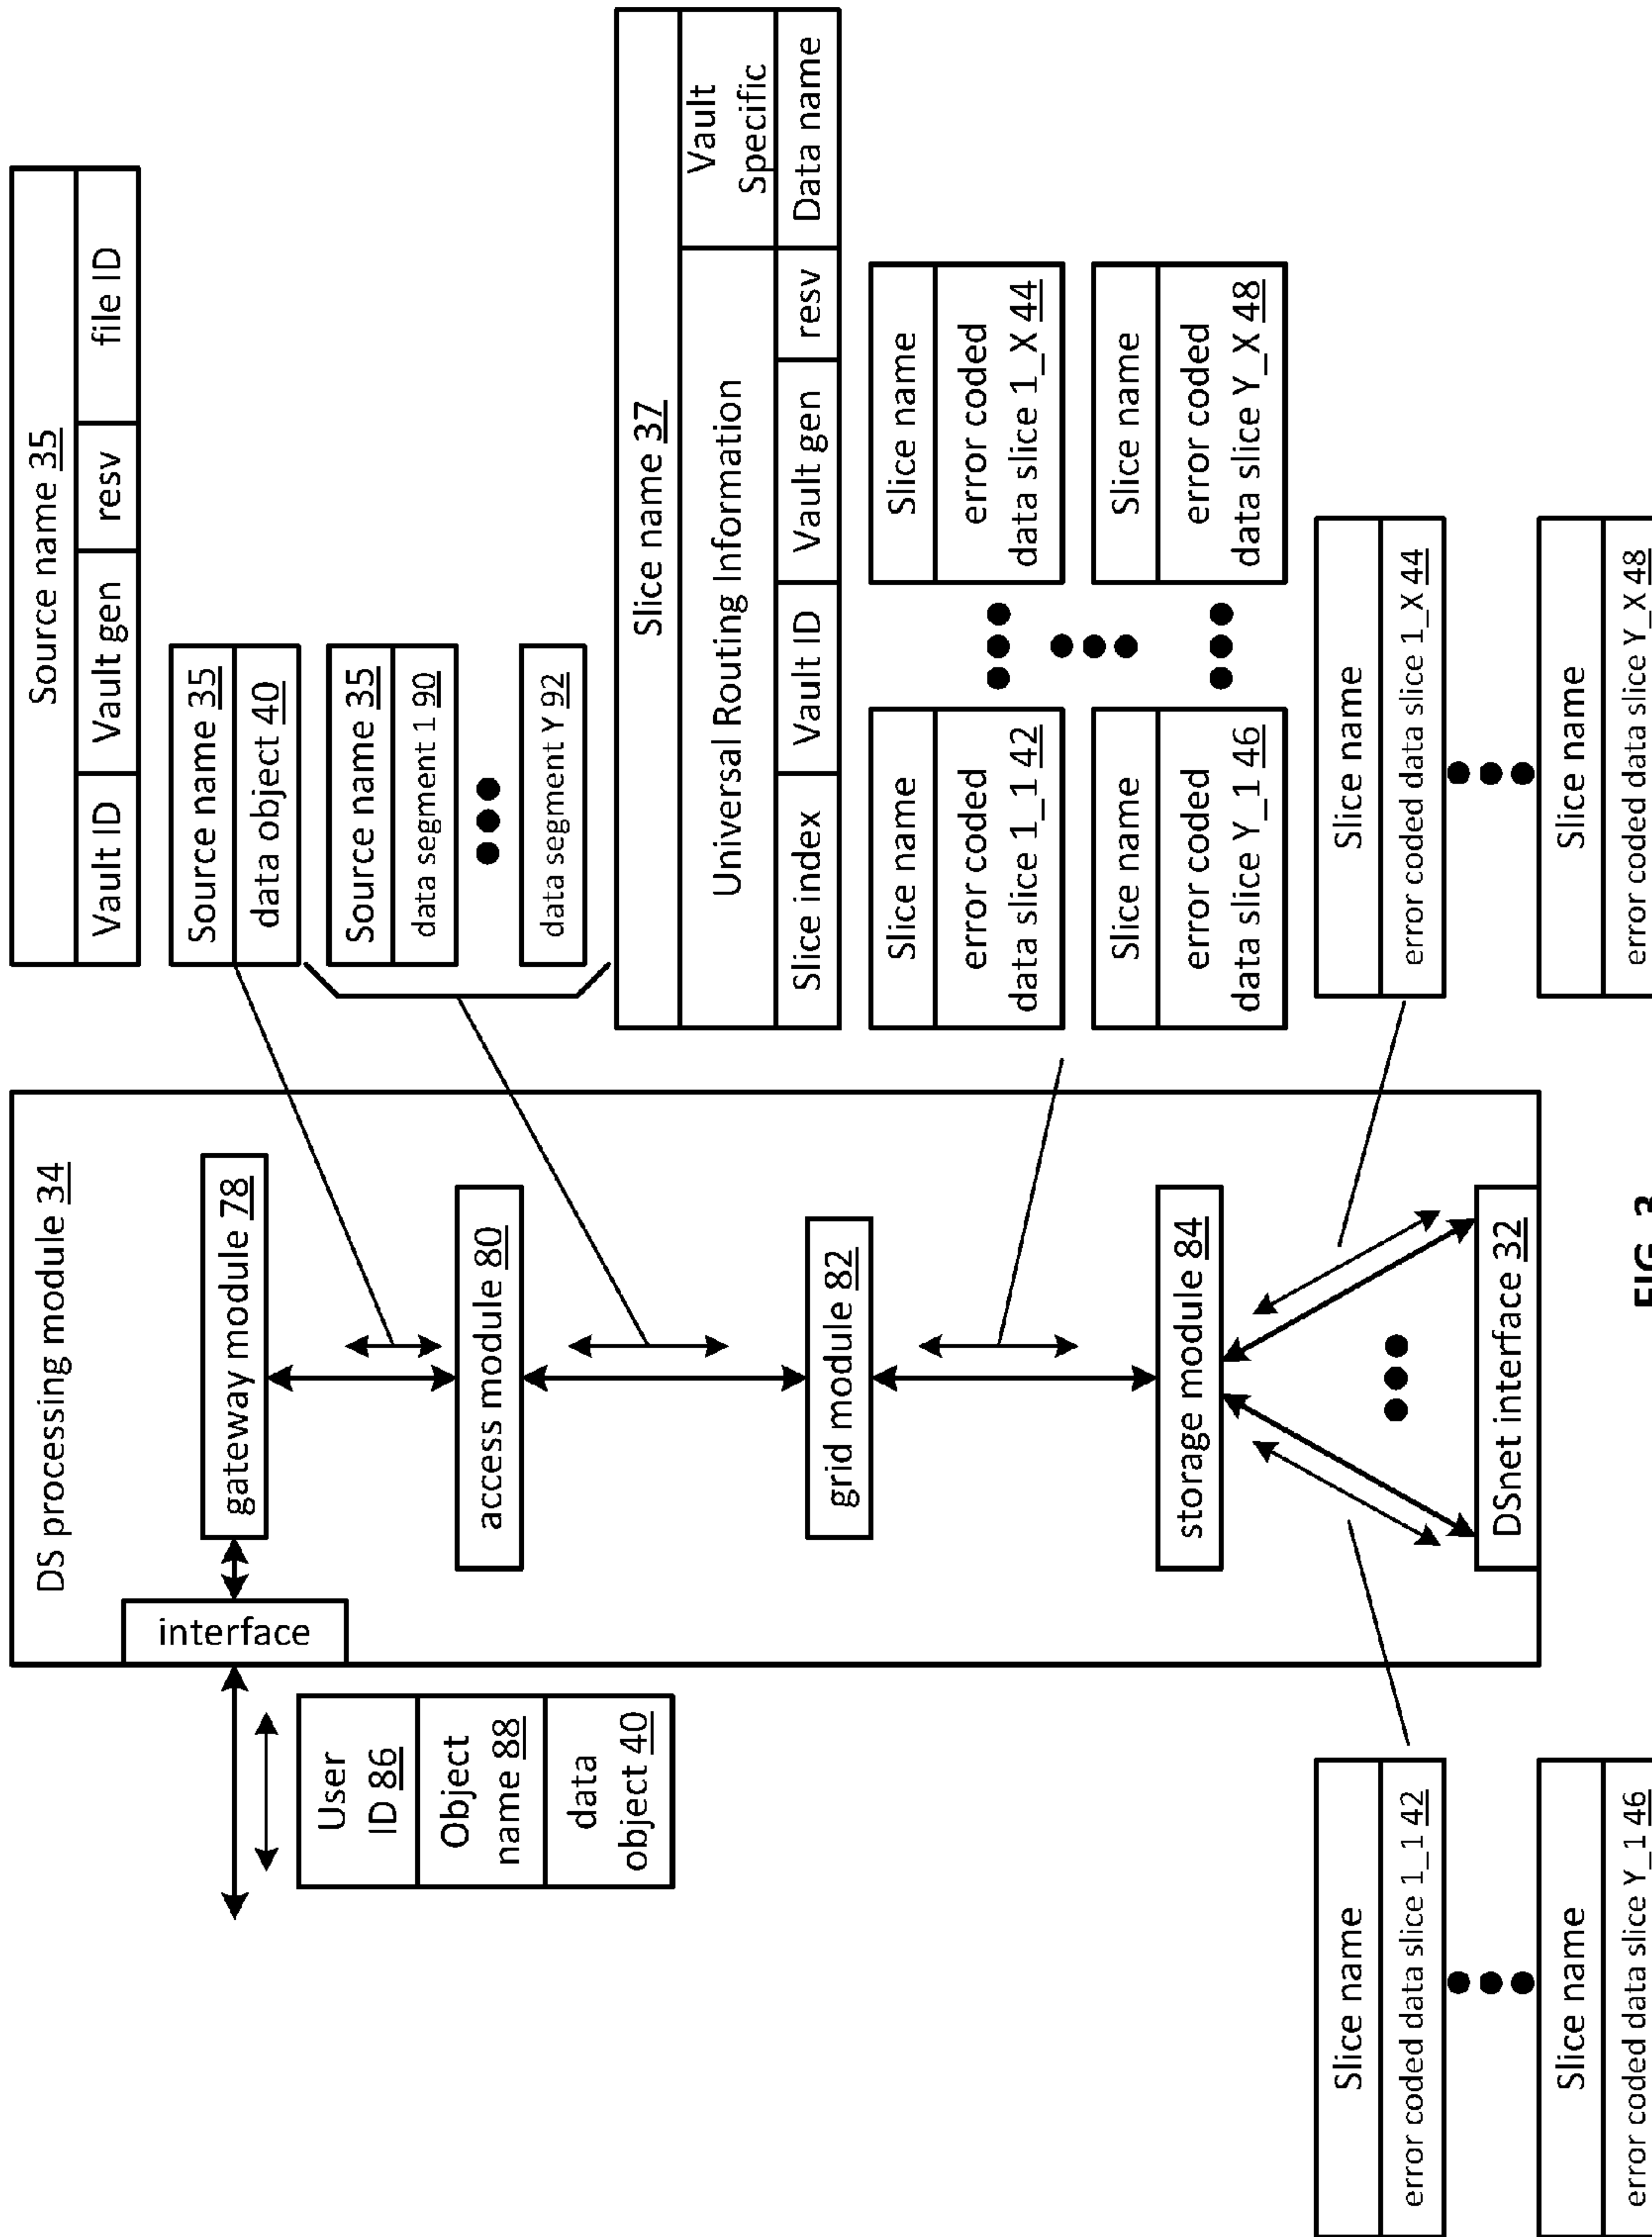 DS processing module 34
interface
gateway module 78
access module 80
grid module 82
storage module 84
DSnet interface 32
User
ID 86
Object
name 88
data
object 40
Source name 35
Vault ID
Vault gen
resv
file ID
Source name 35
data object 40
Source name 35
data segment 1 90
data segment Y 92
Slice name 37
Universal Routing Information
Vault
Specific
Slice index
Vault ID
Vault gen
resv
Data name
Slice name
error coded
data slice 1_1 42
Slice name
error coded
data slice 1_X 44
Slice name
error coded
data slice Y_1 46
Slice name
error coded
data slice Y_X 48
Slice name
error coded data slice 1_1 42
Slice name
error coded data slice Y_1 46
Slice name
error coded data slice 1_X 44
Slice name
error coded data slice Y_X 48
FIG. 3